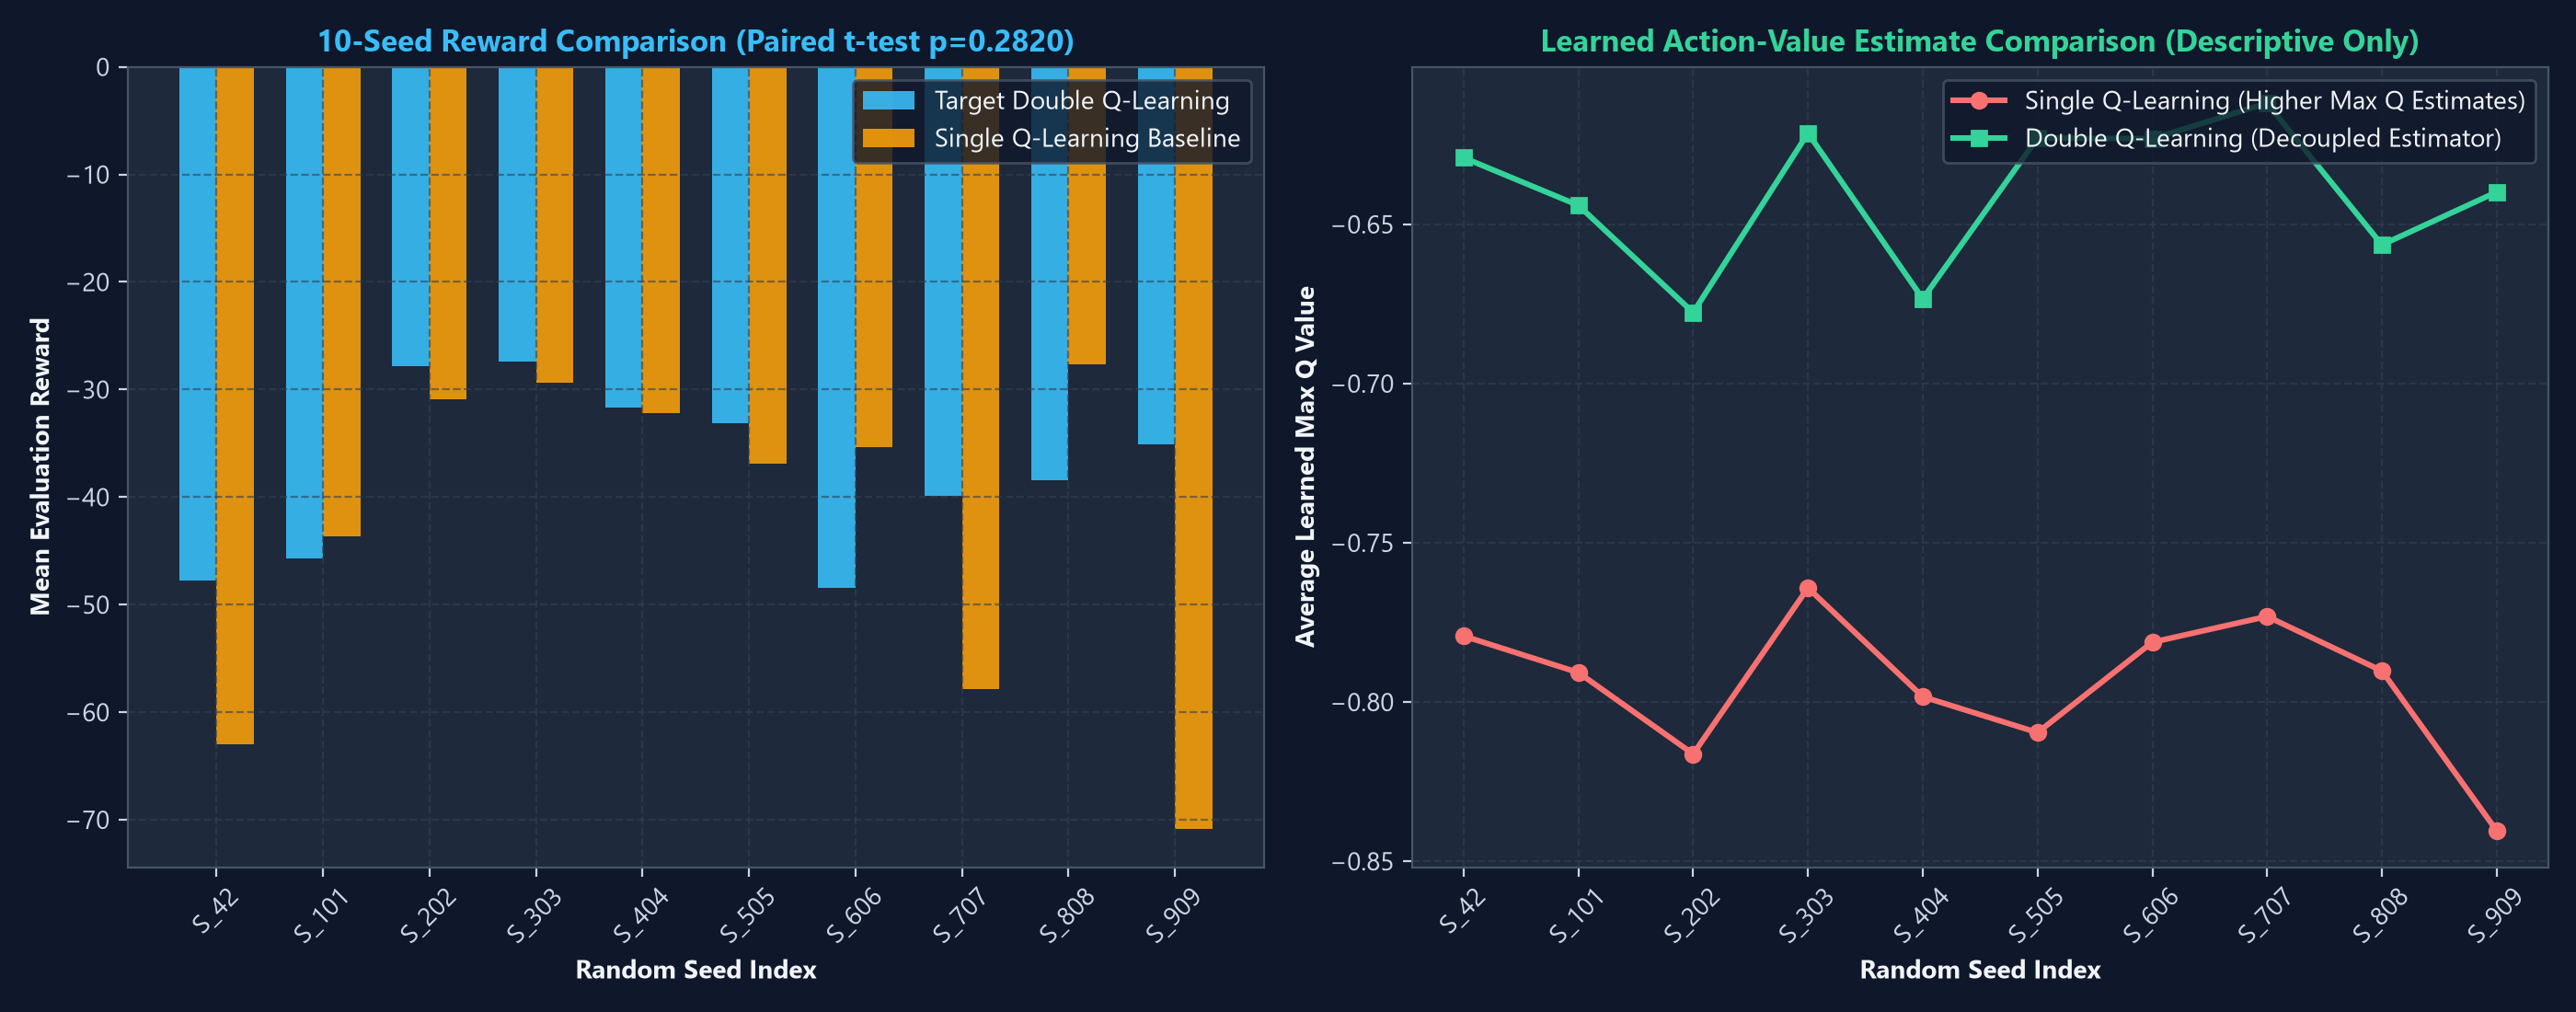 10-Seed Reward Comparison (Paired t-test p=0.2820)
0
−10
−20
−30
−40
−50
−60
−70
Mean Evaluation Reward
Target Double Q-Learning
Single Q-Learning Baseline
S_42
S_101
S_202
S_303
S_404
S_505
S_606
S_707
S_808
S_909
Random Seed Index
Learned Action-Value Estimate Comparison (Descriptive Only)
−0.65
−0.70
−0.75
−0.80
−0.85
Average Learned Max Q Value
Single Q-Learning (Higher Max Q Estimates)
Double Q-Learning (Decoupled Estimator)
S_42
S_101
S_202
S_303
S_404
S_505
S_606
S_707
S_808
S_909
Random Seed Index